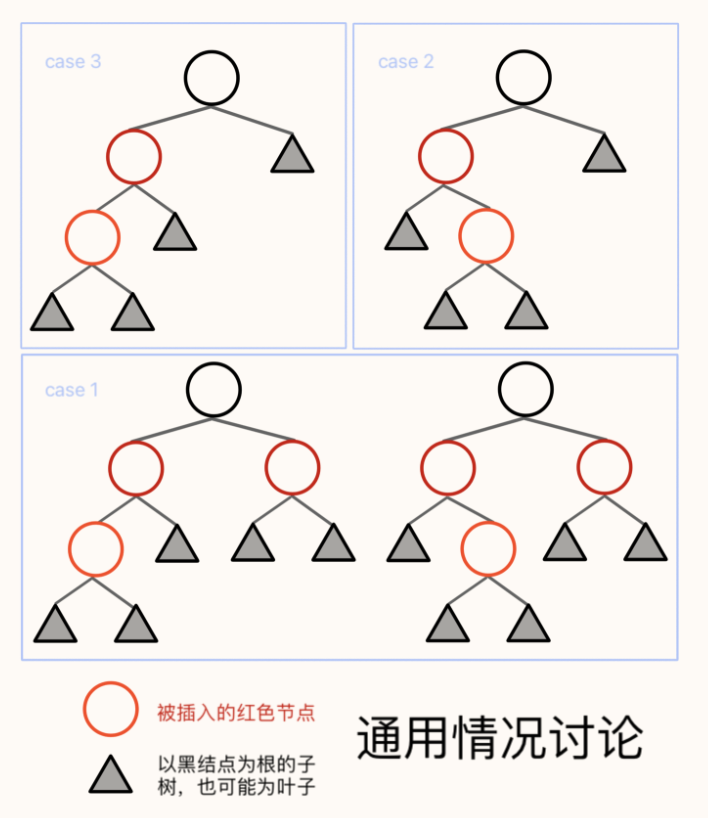 case 3
case 2
case 1
被插入的红色节点
通用情况讨论
以黑结点为根的子
树，也可能为叶子